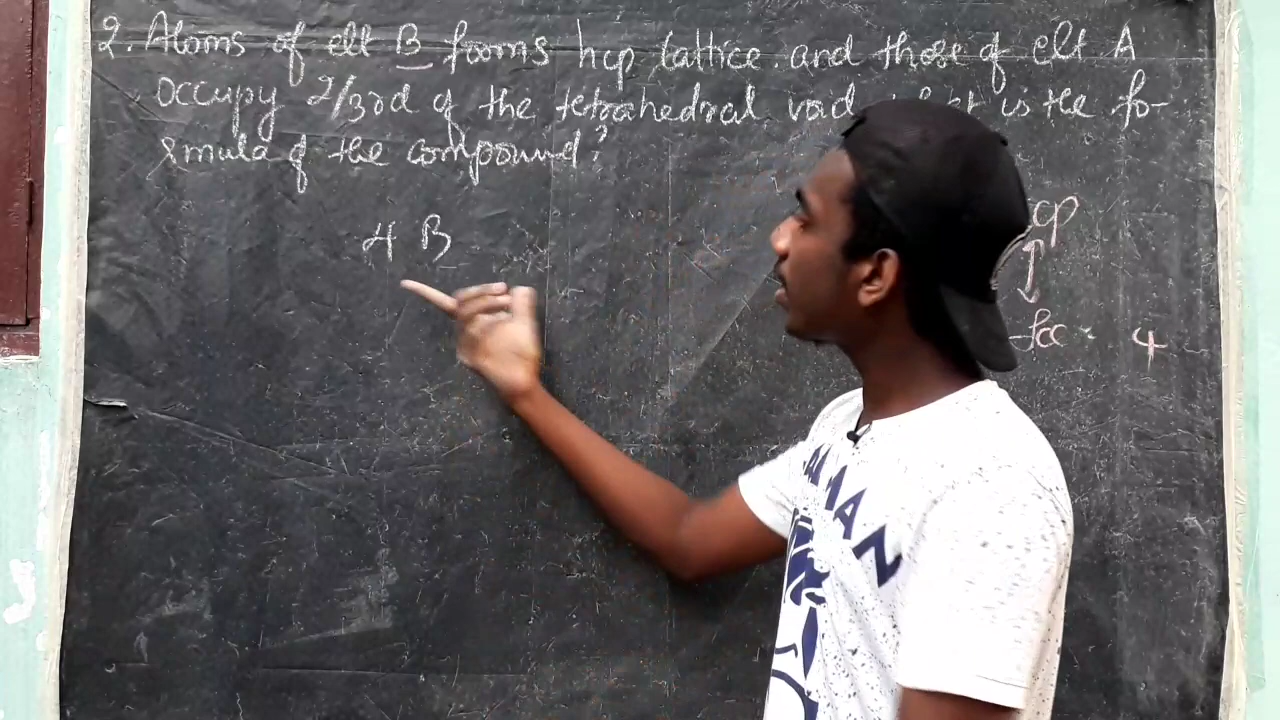 2. Atoms of elt B forms hcp lattice and those of elt A
Occupy 2/3rd of the tetrahedral void is the fo-
rmula of the compound?
A B
cp
fcc = 4
MAN